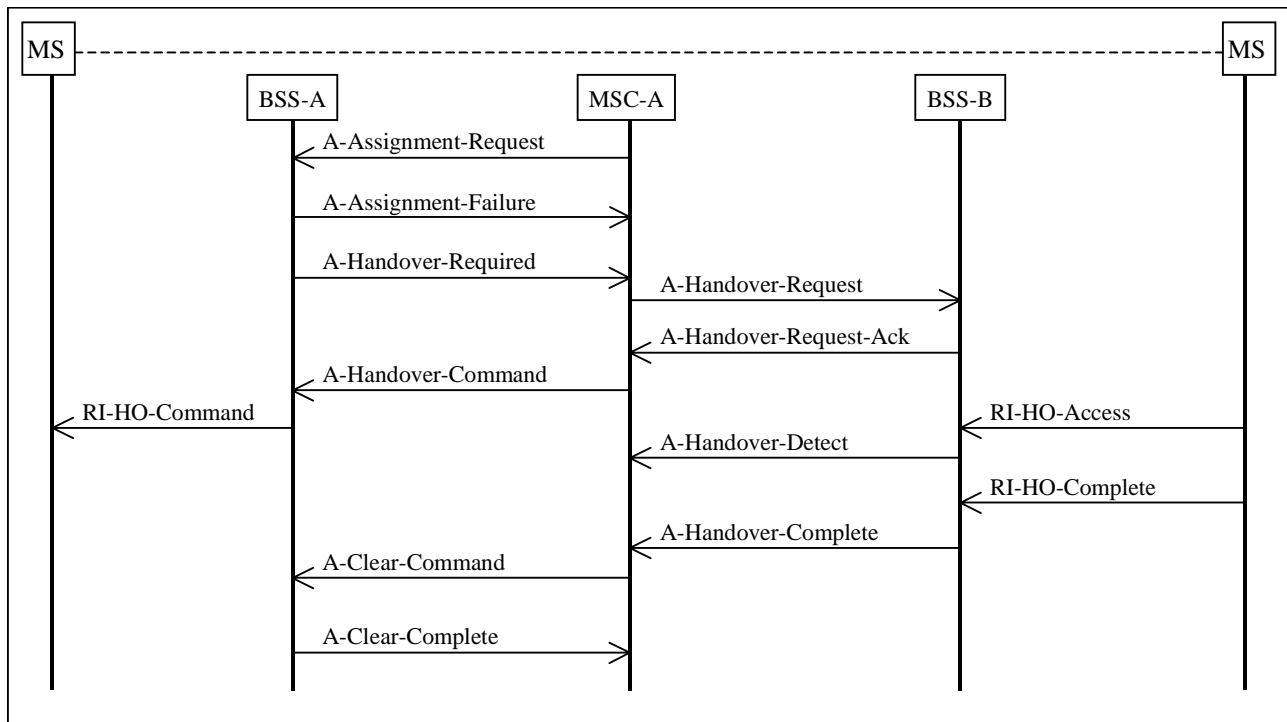 MS
MS
BSS-A
MSC-A
BSS-B
A-Assignment-Request
A-Assignment-Failure
A-Handover-Required
A-Handover-Request
A-Handover-Request-Ack
A-Handover-Command
RI-HO-Command
RI-HO-Access
A-Handover-Detect
RI-HO-Complete
A-Handover-Complete
A-Clear-Command
A-Clear-Complete